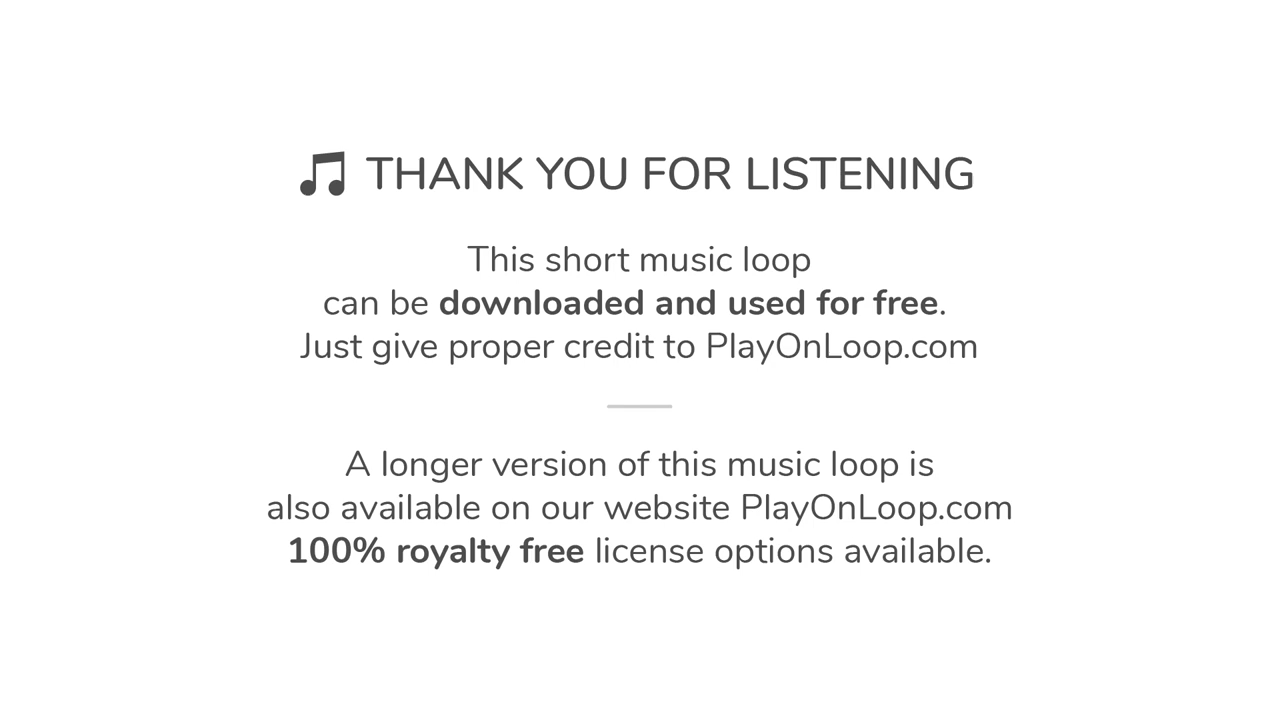 THANK YOU FOR LISTENING
This short music loop
can be downloaded and used for free.
Just give proper credit to PlayOnLoop.com
A longer version of this music loop is
also available on our website PlayOnLoop.com
100% royalty free license options available.